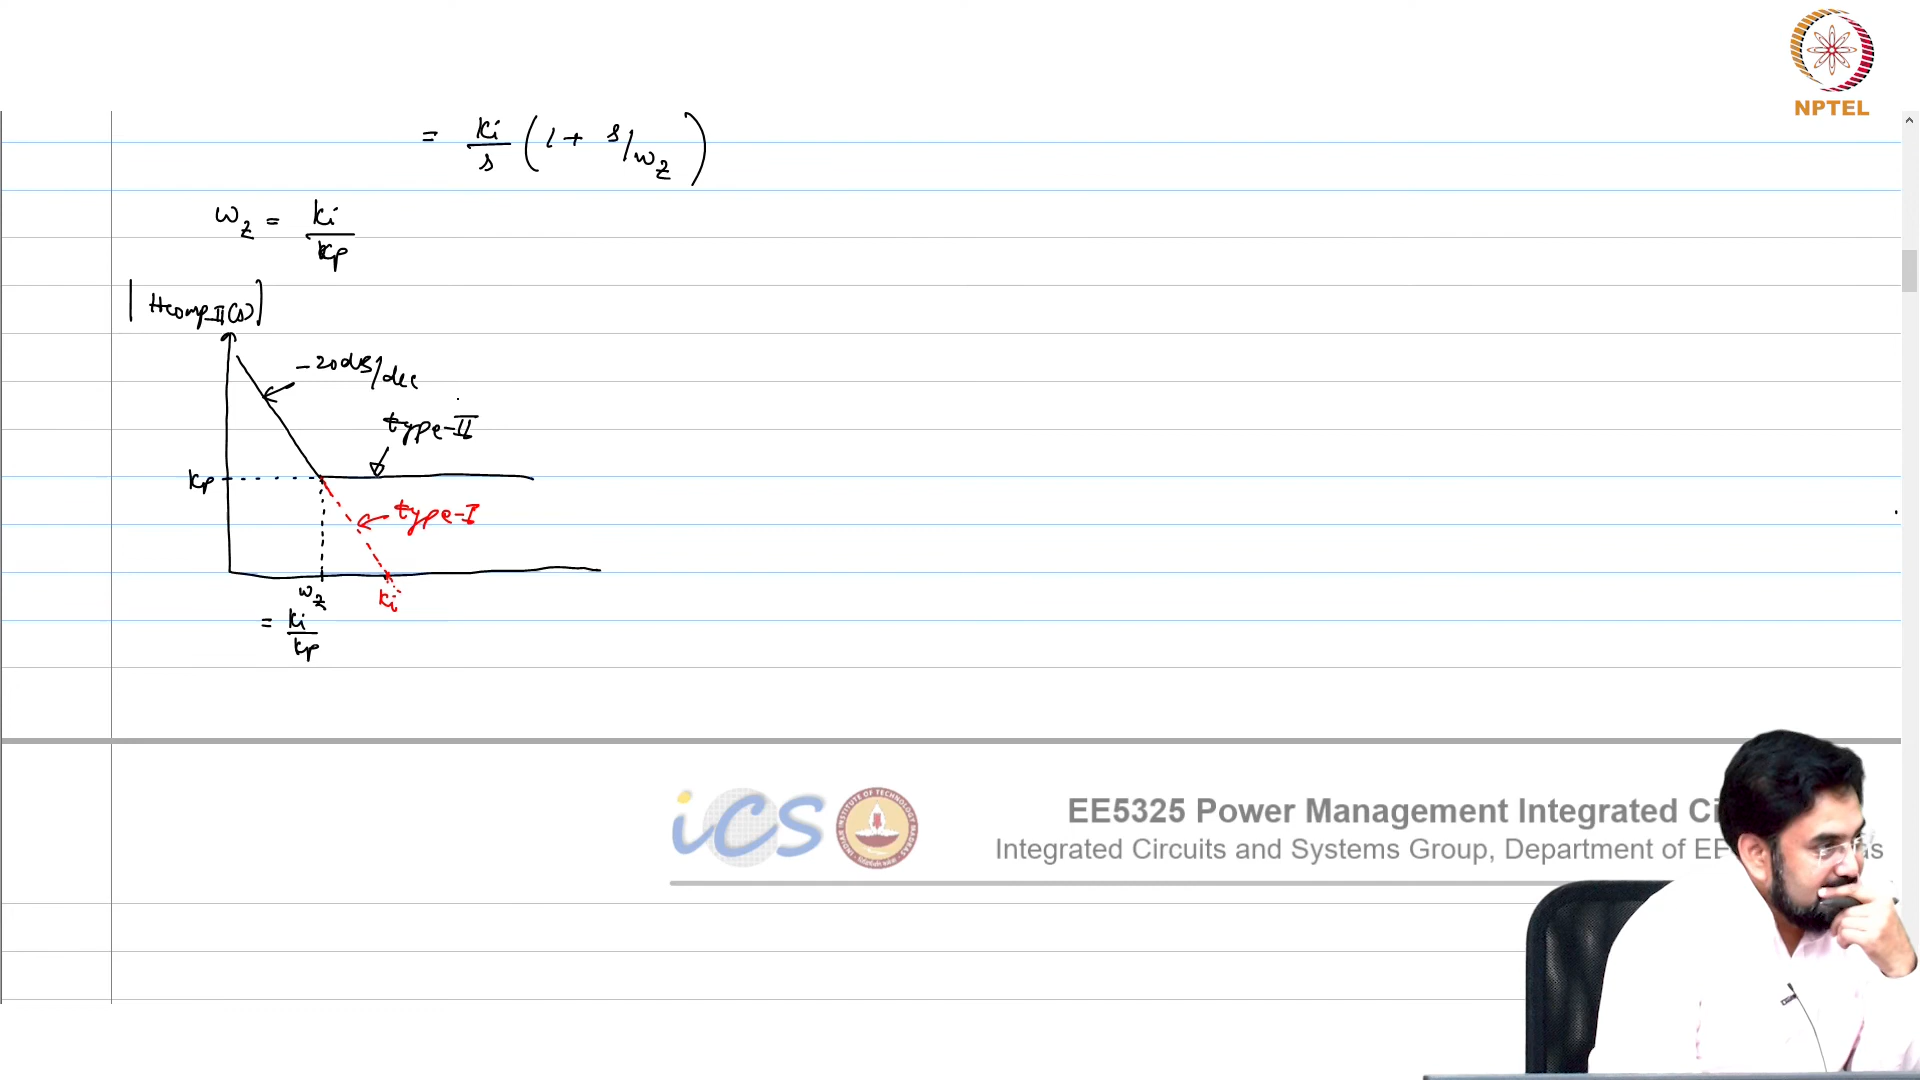 NPTEL
= ki/s (1 + s/ωz)
ωz = ki/kp
|Hcomp_II(s)|
-20dB/dec
type-II
kp
type-I
ωz
ki
= ki/kp
ics
EE5325 Power Management Integrated Ci
Integrated Circuits and Systems Group, Department of EE